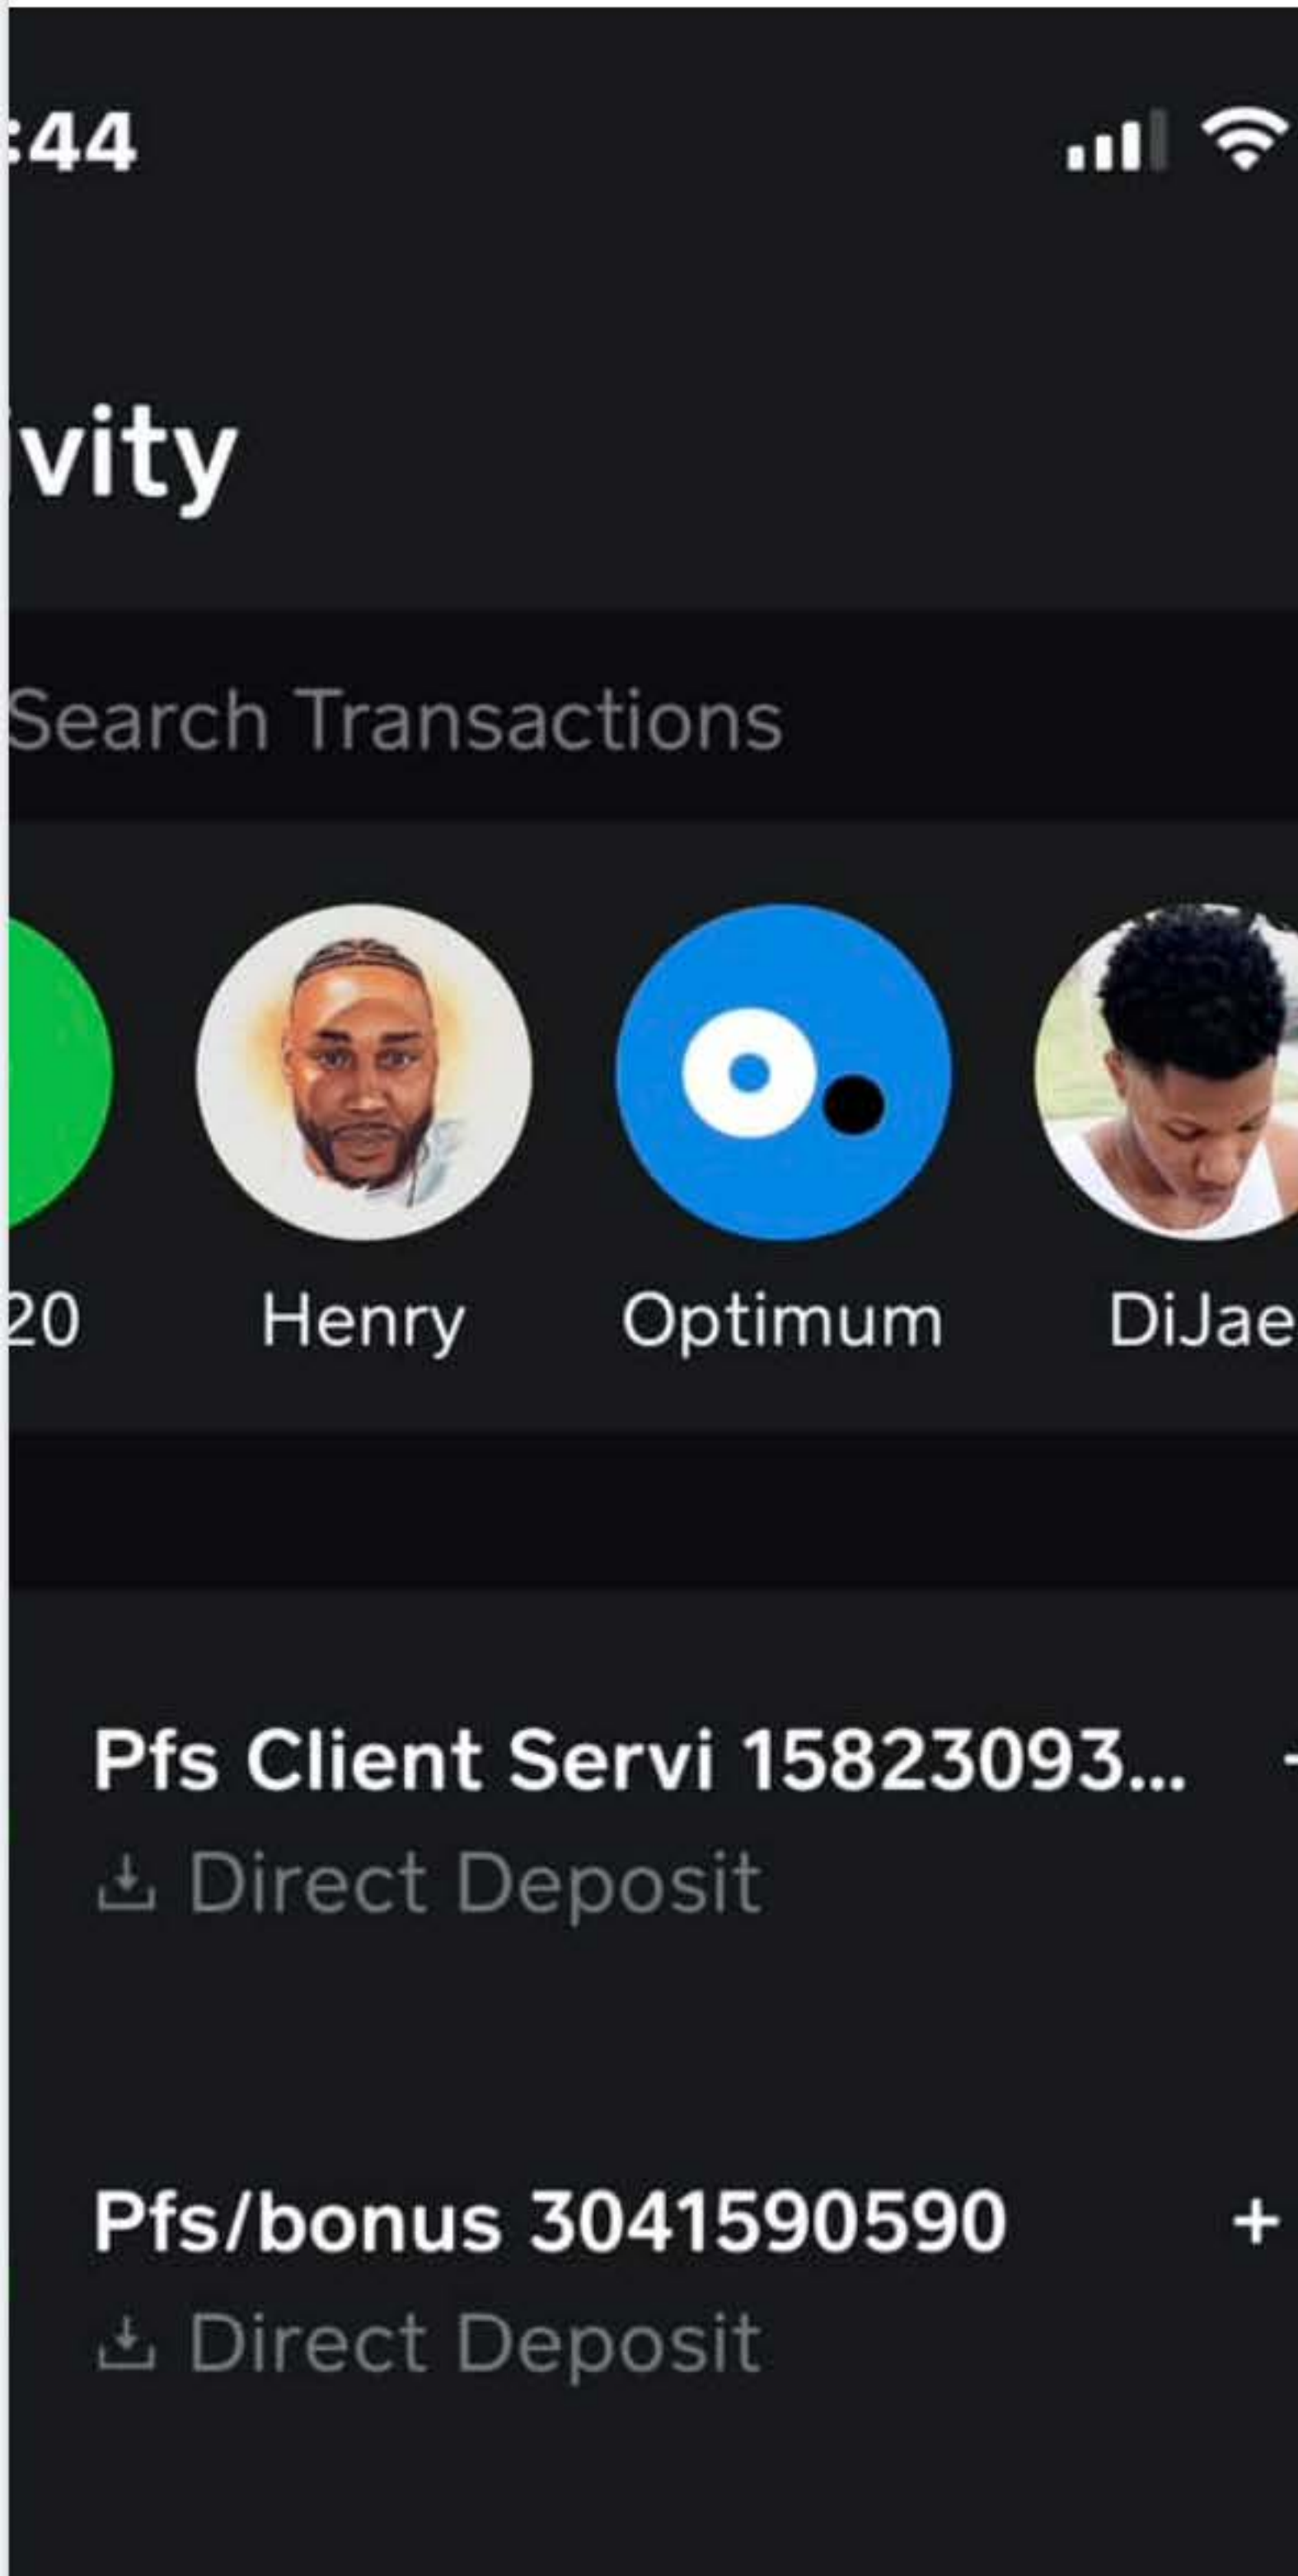 :44
vity
Search Transactions
20
Henry
Optimum
DiJae
Pfs Client Servi 15823093...
Direct Deposit
Pfs/bonus 3041590590
+
Direct Deposit